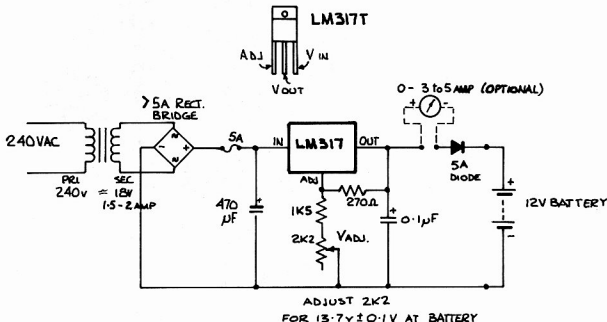 LM317T
ADJ
V IN
VOUT
0 - 3 to 5 AMP (OPTIONAL)
+
-
>5A RECT.
BRIDGE
240VAC
PRI
240V
SEC
≈ 18V
1.5 - 2 AMP
~
-
+
~
5A
IN
LM317
OUT
ADJ
5A
DIODE
+
470
µF
+
1K5
270Ω
2K2
VADJ.
+
0.1µF
+
12V BATTERY
-
ADJUST 2K2
FOR 13.7V ± 0.1V AT BATTERY